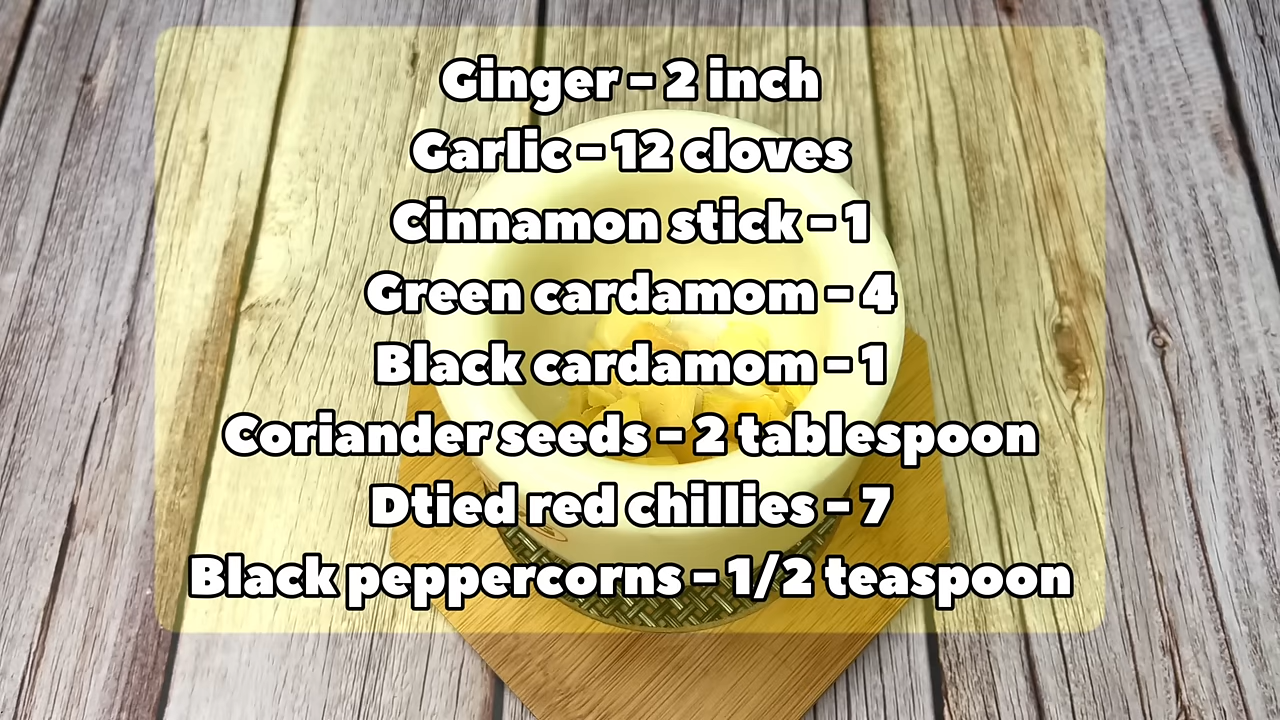 Ginger - 2 inch
Garlic - 12 cloves
Cinnamon stick - 1
Green cardamom - 4
Black cardamom - 1
Coriander seeds - 2 tablespoon
Dtied red chillies - 7
Black peppercorns - 1/2 teaspoon